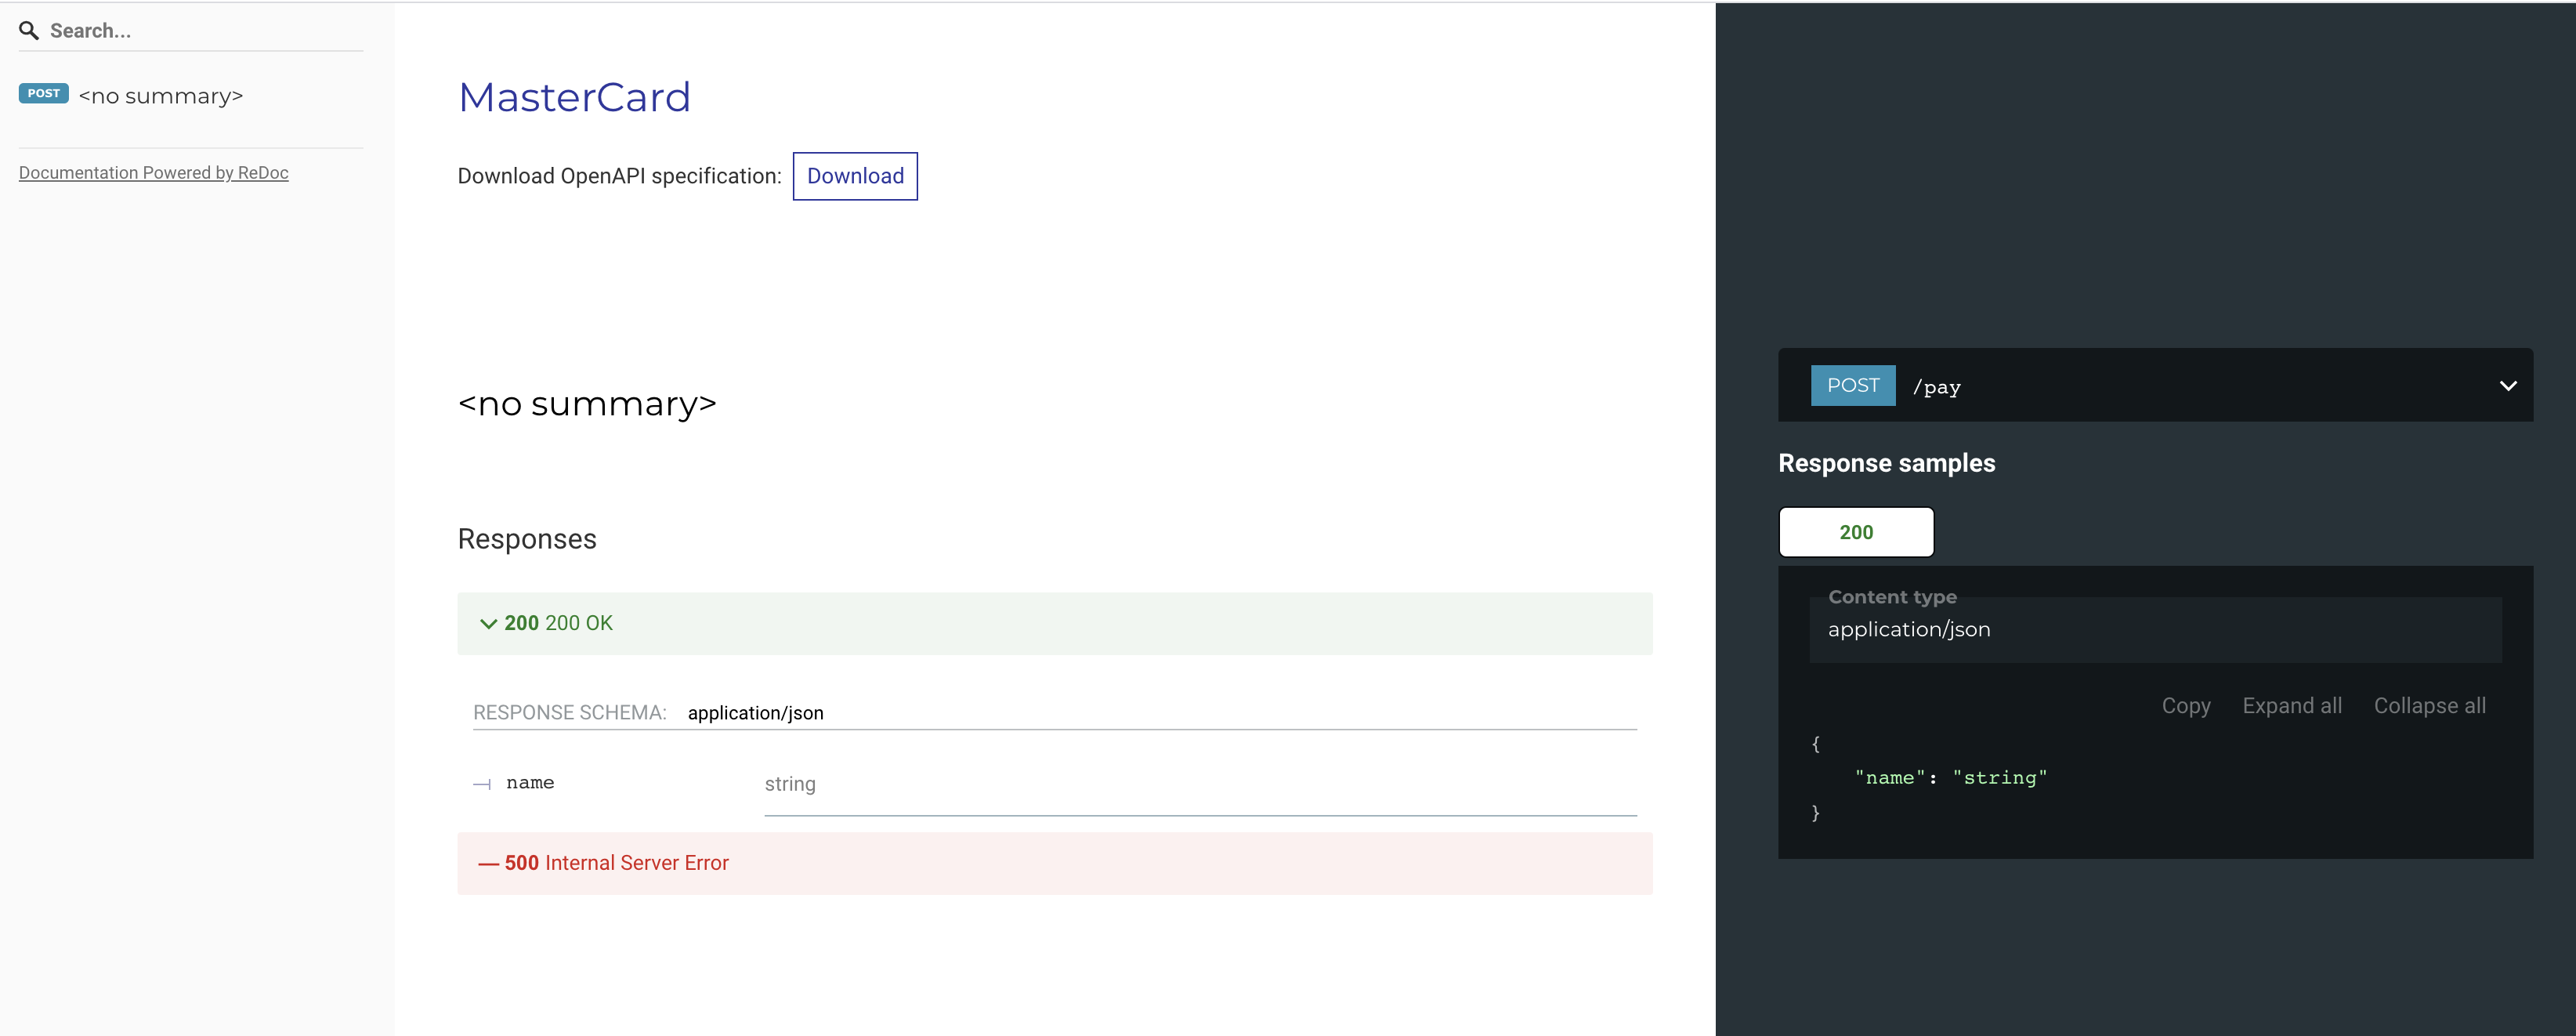 Search...
POST <no summary>
Documentation Powered by ReDoc
MasterCard
Download OpenAPI specification: Download
<no summary>
Responses
200 200 OK
RESPONSE SCHEMA: application/json
name string
500 Internal Server Error
POST /pay
Response samples
200
Content type
application/json
Copy Expand all Collapse all
{
"name": "string"
}